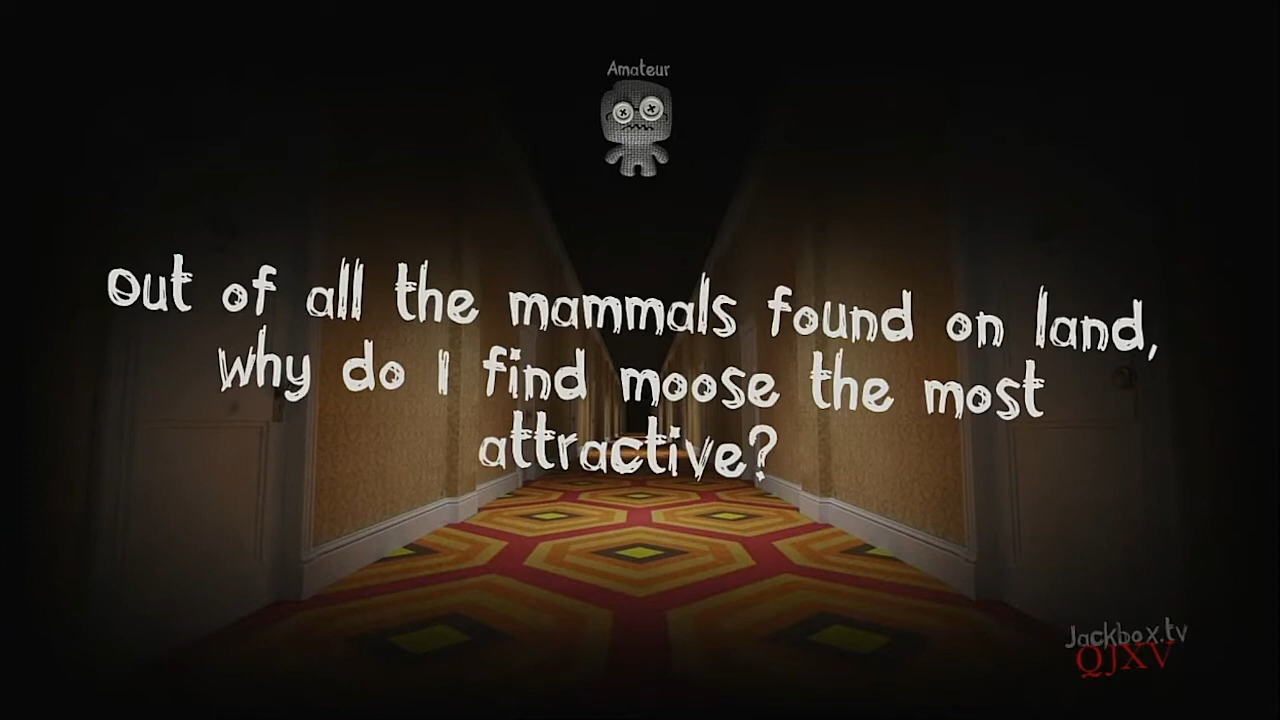 Amateur
Out of all the mammals found on land,
why do I find moose the most
attractive?
Jackbox.tv
QJXV